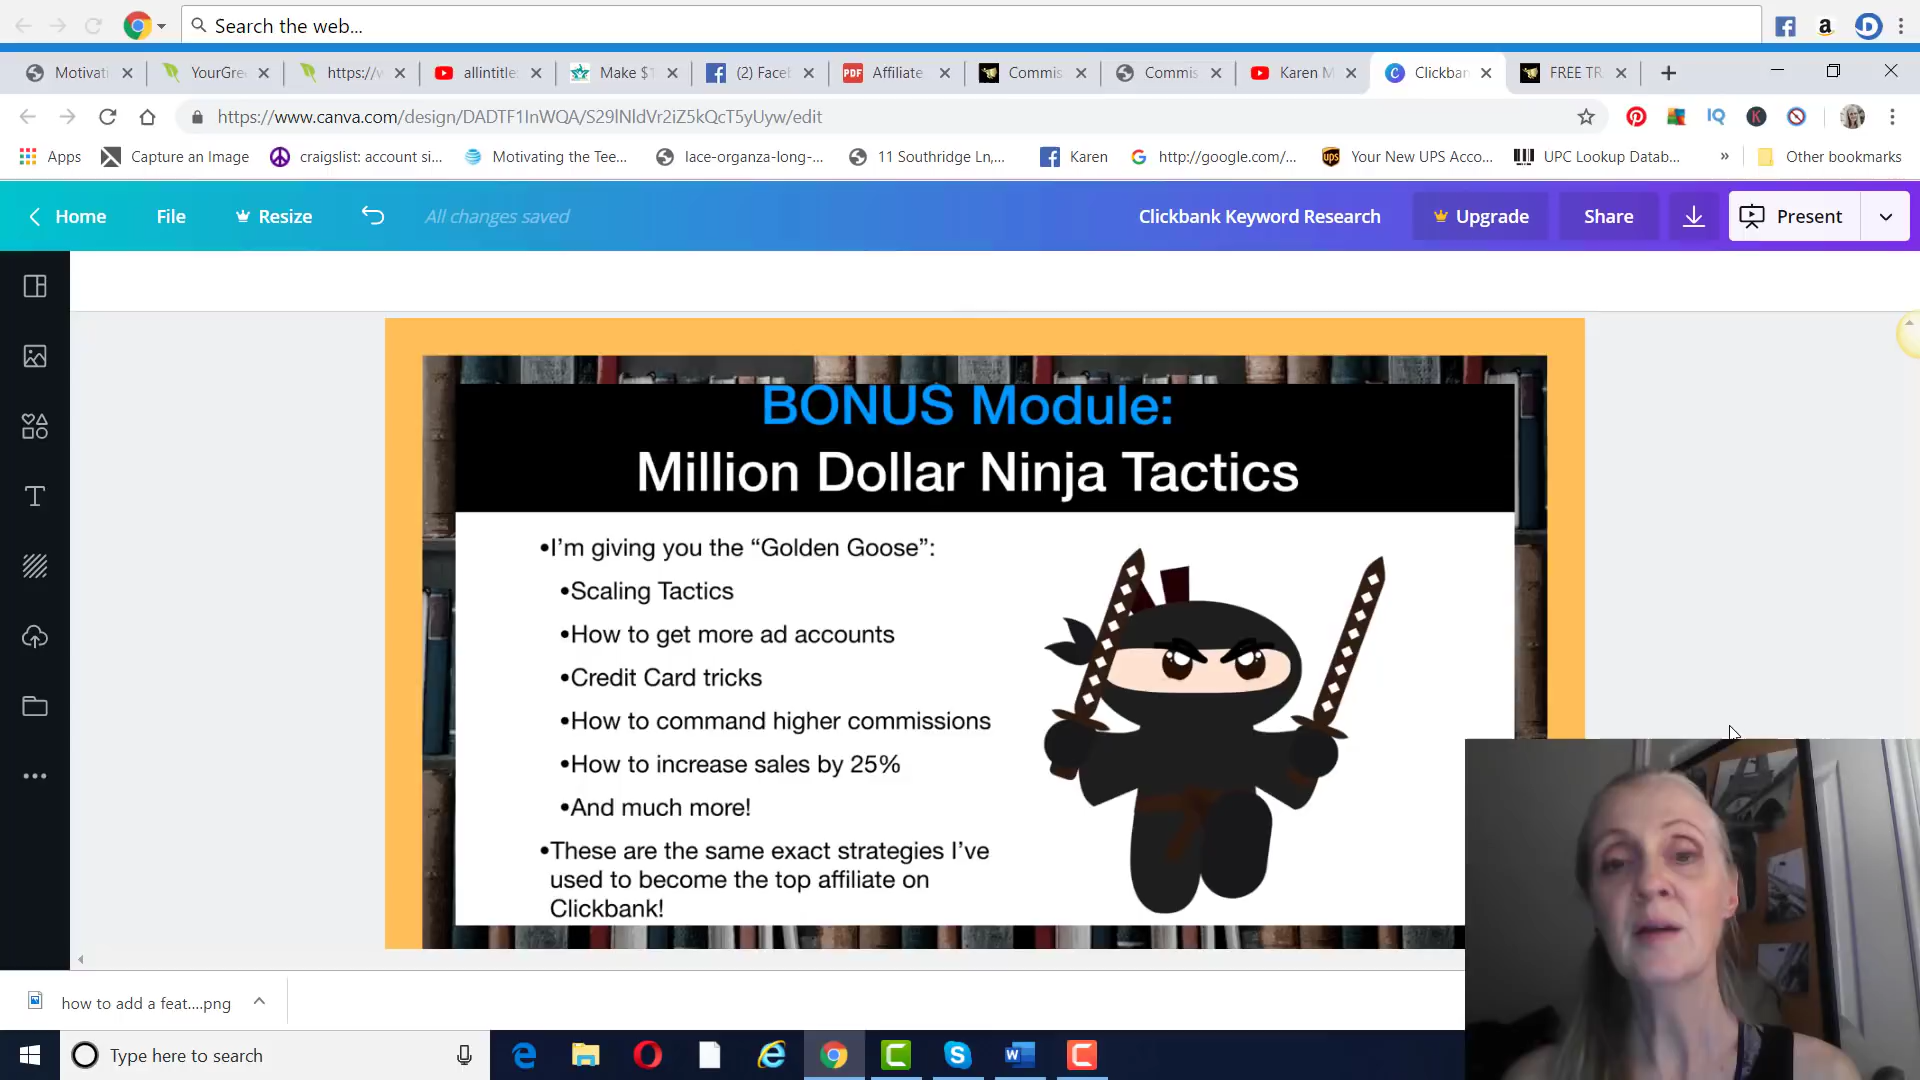 Search the web...
Motivati
YourGre
https://w
allintitle:
Make $1
(2) Face
PDF
Affiliate
Commis
Commis
Karen M
Clickban
FREE TR
https://www.canva.com/design/DADTF1InWQA/S29lNldVr2iZ5kQcT5yUyw/edit
IQ
K
Apps
Capture an Image
craigslist: account si...
Motivating the Tee...
lace-organza-long-...
11 Southridge Ln,...
Karen
http://google.com/...
ups
Your New UPS Acco...
UPC Lookup Datab...
»
Other bookmarks
Home
File
Resize
All changes saved
Clickbank Keyword Research
Upgrade
Share
Present
BONUS Module:
Million Dollar Ninja Tactics
•I'm giving you the “Golden Goose”:
•Scaling Tactics
•How to get more ad accounts
•Credit Card tricks
•How to command higher commissions
•How to increase sales by 25%
•And much more!
•These are the same exact strategies I've
used to become the top affiliate on
Clickbank!
how to add a feat....png
Type here to search